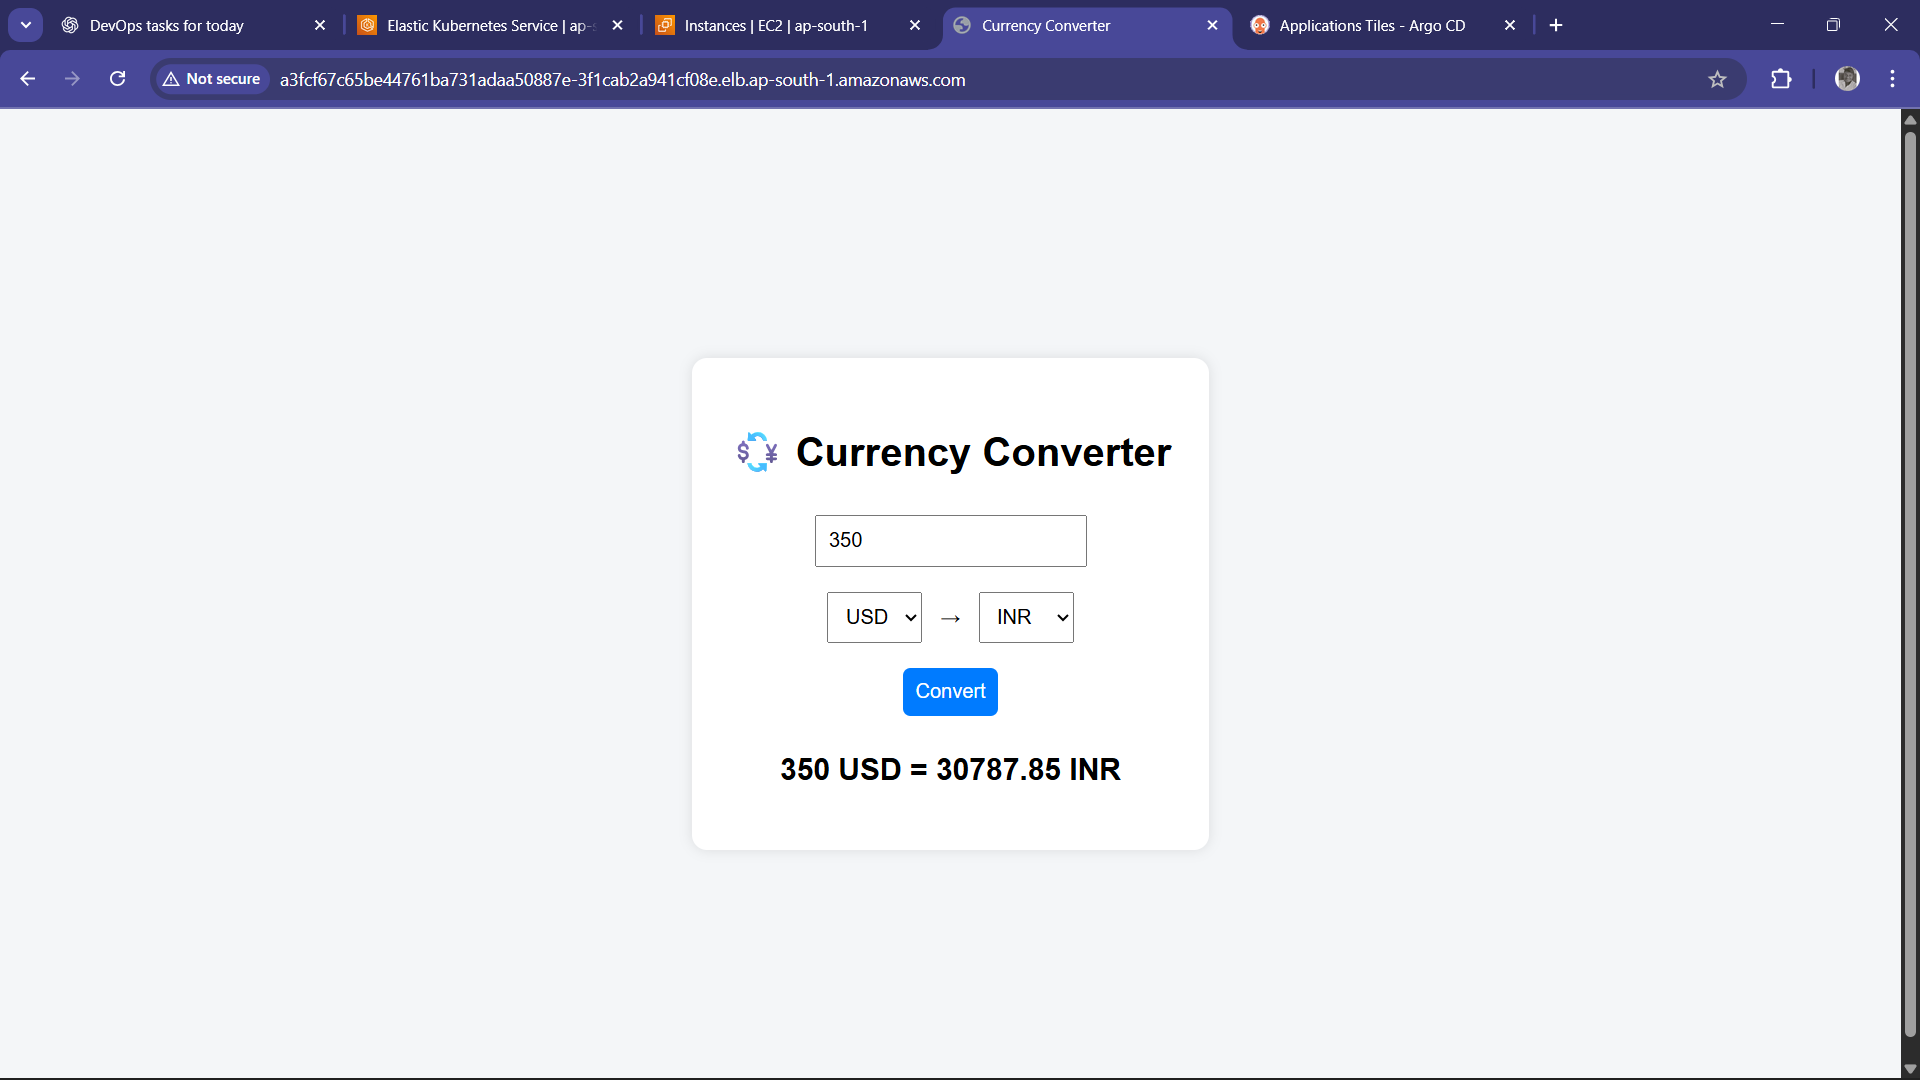 DevOps tasks for today
Elastic Kubernetes Service | ap-
Instances | EC2 | ap-south-1
Currency Converter
Applications Tiles - Argo CD
Not secure
a3fcf67c65be44761ba731adaa50887e-3f1cab2a941cf08e.elb.ap-south-1.amazonaws.com
Currency Converter
350
USD → INR
Convert
350 USD = 30787.85 INR